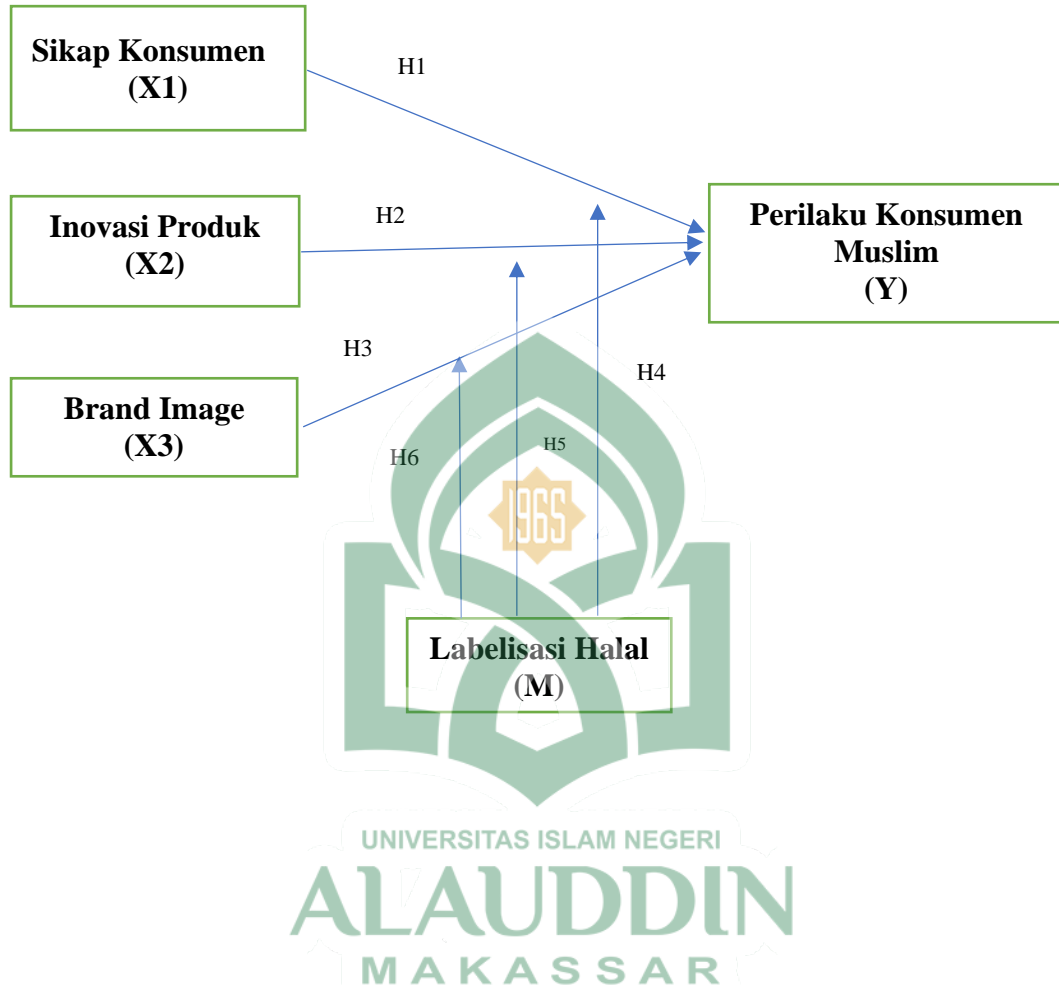 Sikap Konsumen
(X1)
H1
Inovasi Produk
(X2)
H2
Perilaku Konsumen
Muslim
(Y)
H3
Brand Image
(X3)
H4
H5
H6
1965
Labelisasi Halal
(M)
UNIVERSITAS ISLAM NEGERI
ALAUDDIN
MAKASSAR